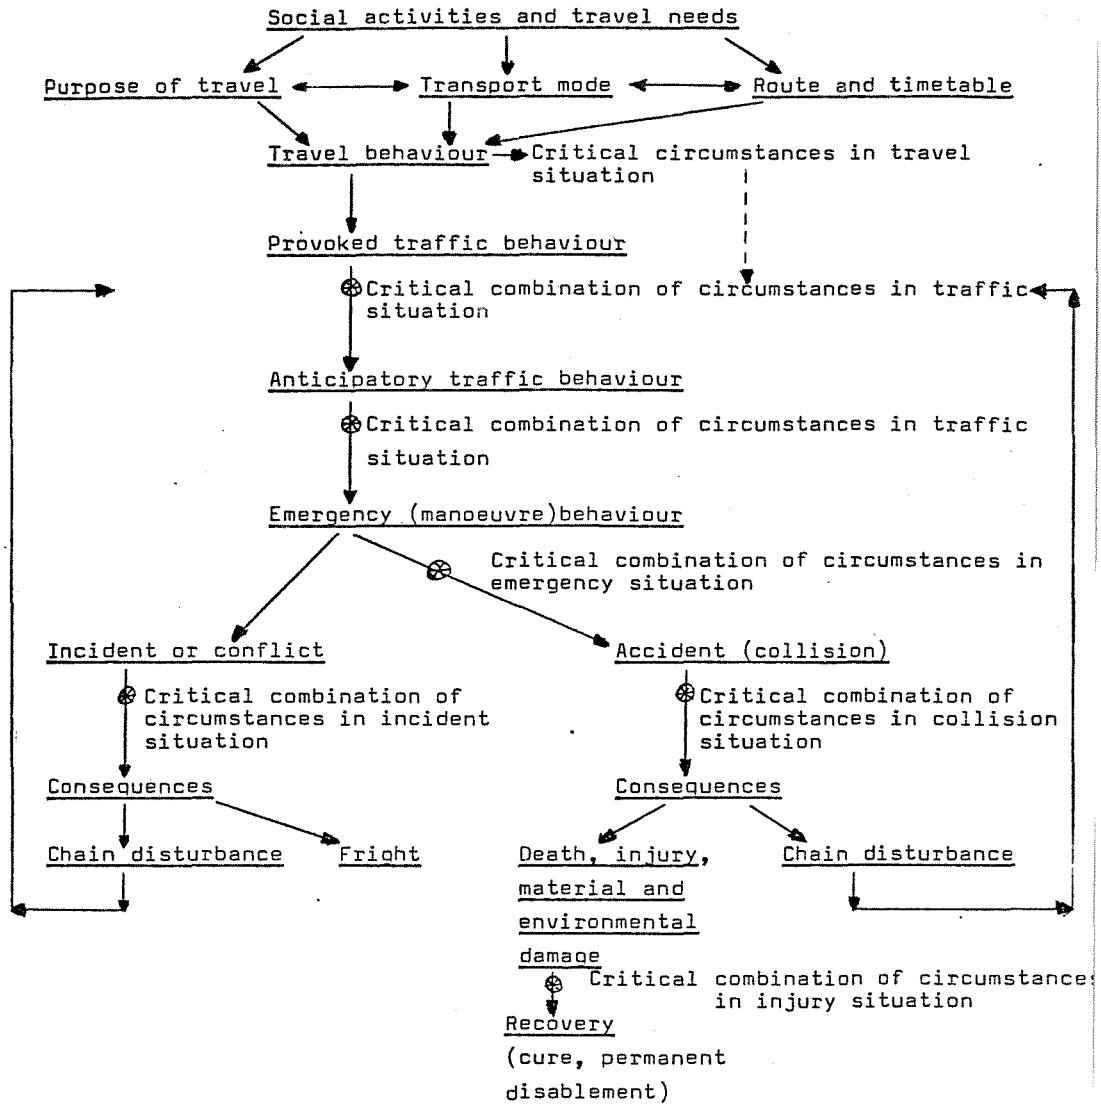 Social activities and travel needs
Purpose of travel
Transport mode
Route and timetable
Travel behaviour
Critical circumstances in travel
situation
Provoked traffic behaviour
Critical combination of circumstances in traffic
situation
Anticipatory traffic behaviour
Critical combination of circumstances in traffic
situation
Emergency (manoeuvre)behaviour
Critical combination of circumstances in
emergency situation
Incident or conflict
Accident (collision)
Critical combination of
circumstances in incident
situation
Critical combination of
circumstances in collision
situation
Consequences
Consequences
Chain disturbance
Fright
Death, injury,
material and
environmental
damage
Chain disturbance
Critical combination of circumstances
in injury situation
Recovery
(cure, permanent
disablement)